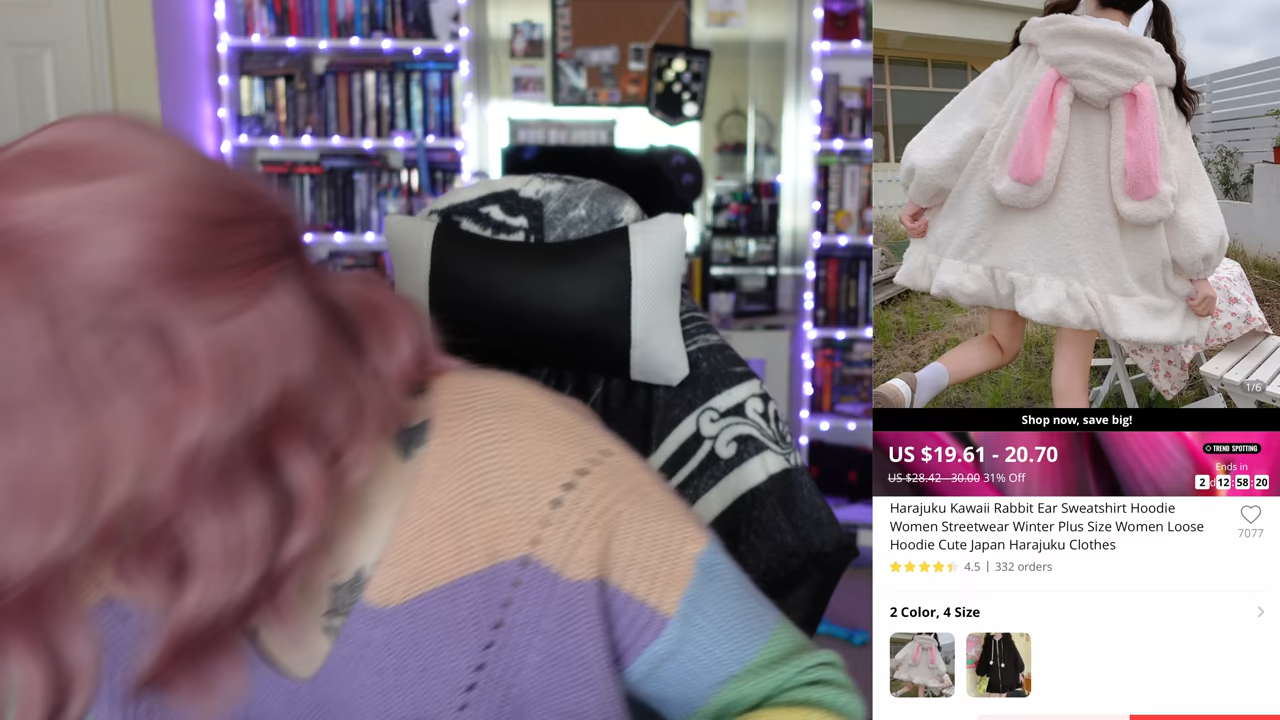 1/6
Shop now, save big!
US $19.61 - 20.70
TREND SPOTTING
Ends in
US $28.42 - 30.00 31% Off
2 d 12 : 58 : 20
Harajuku Kawaii Rabbit Ear Sweatshirt Hoodie
Women Streetwear Winter Plus Size Women Loose
Hoodie Cute Japan Harajuku Clothes
7077
4.5 | 332 orders
2 Color, 4 Size